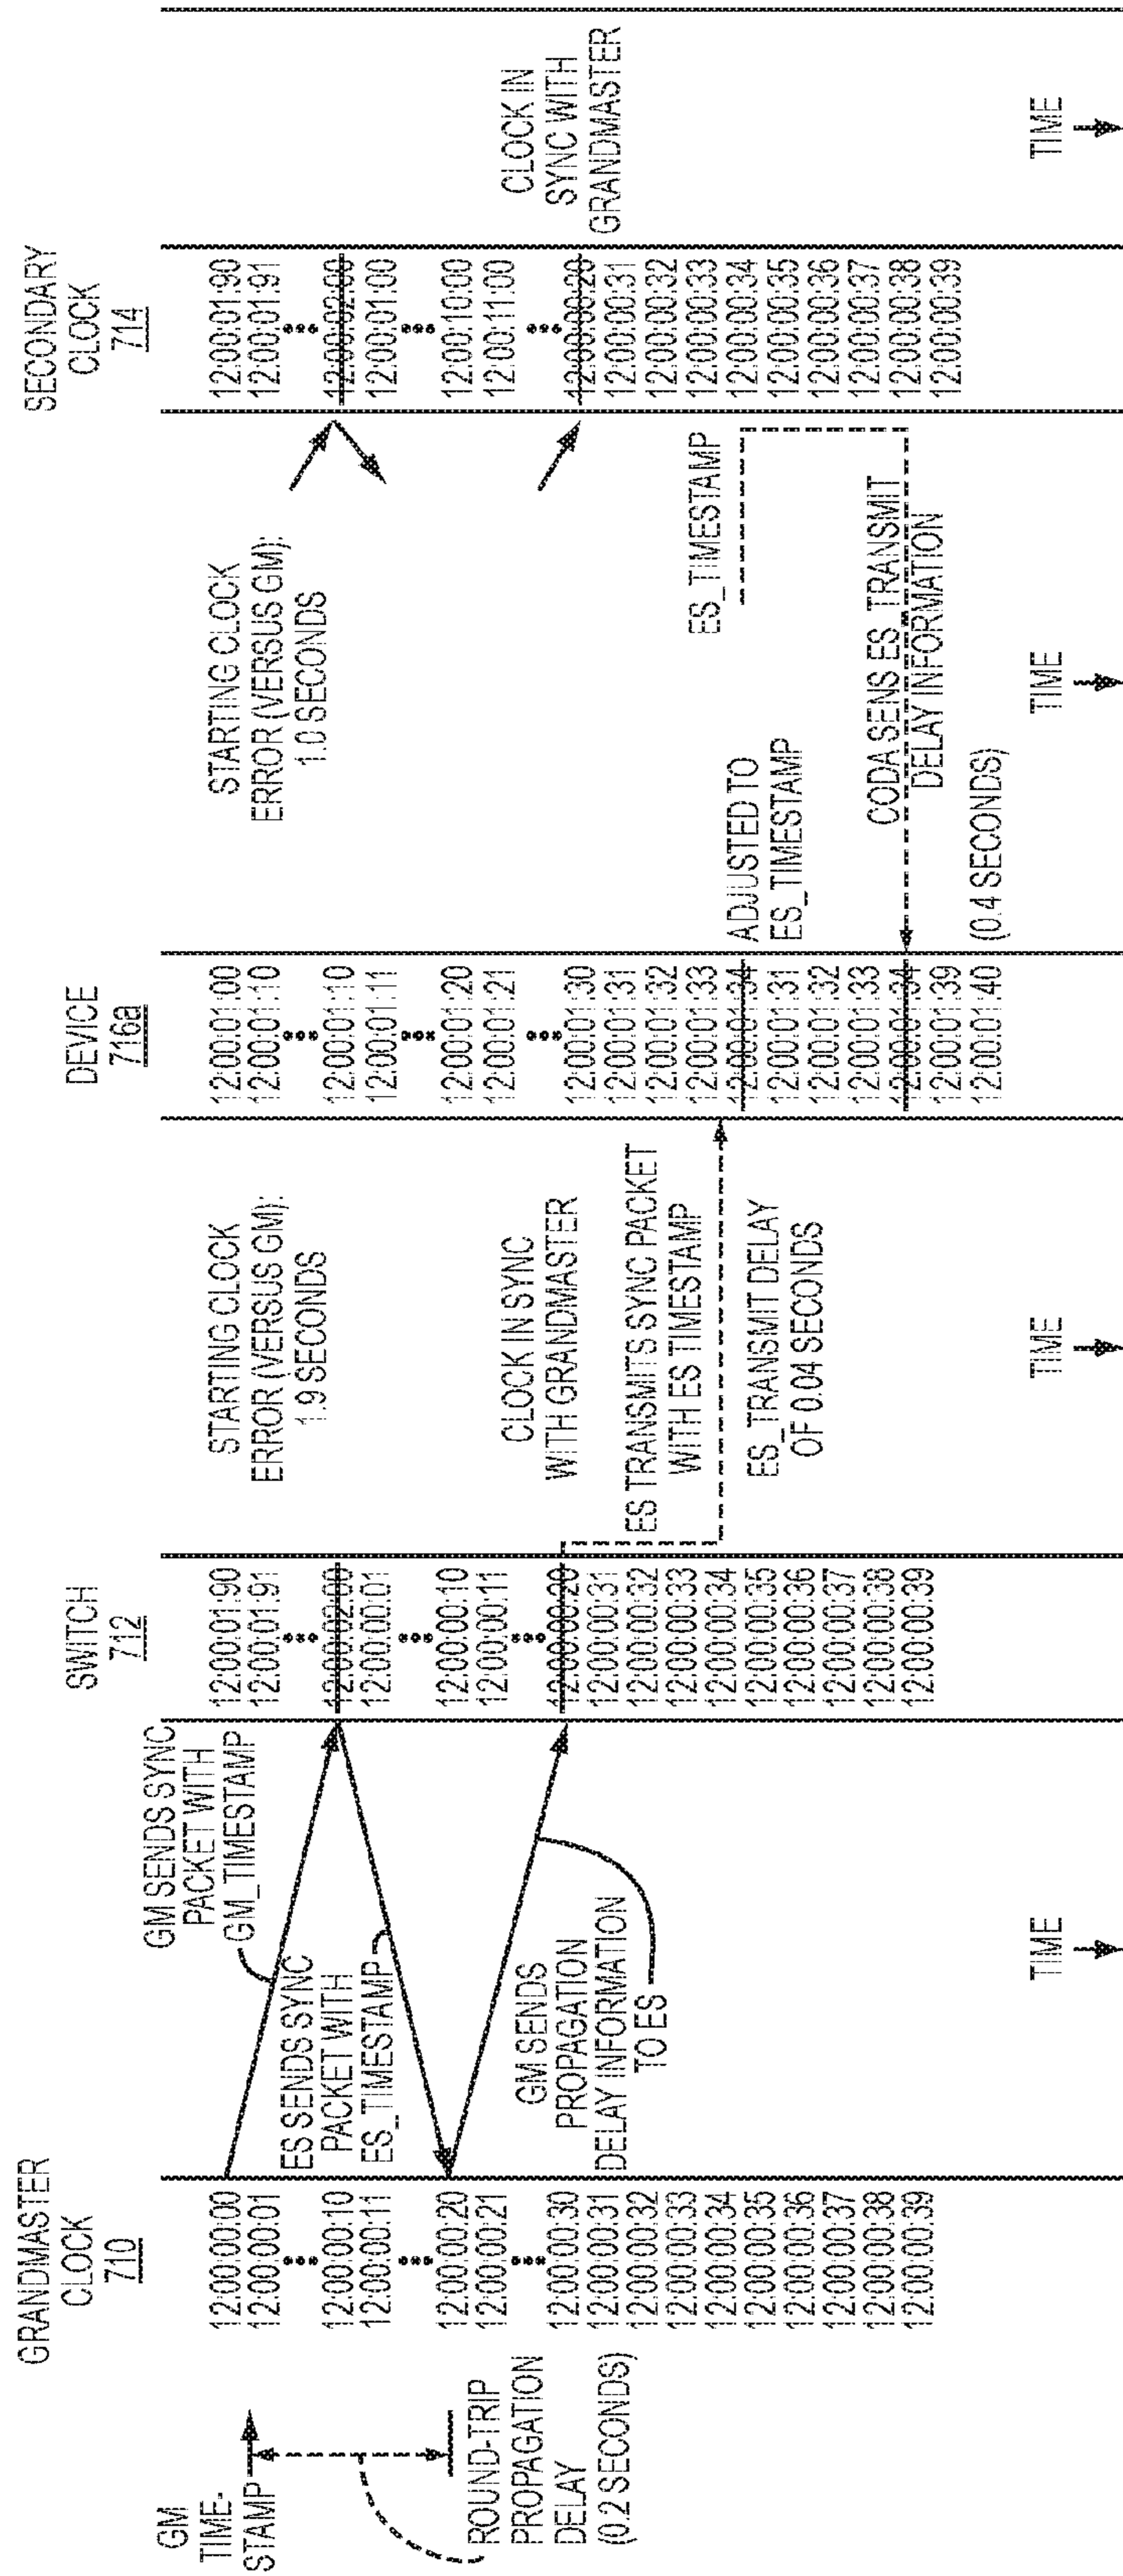 GRANDMASTER
CLOCK
710
GM
TIME-
STAMP
ROUND-TRIP
PROPAGATION
DELAY
(0.2 SECONDS)
12:00:00:00
12:00:00:01
12:00:00:10
12:00:00:11
12:00:00:20
12:00:00:21
12:00:00:30
12:00:00:31
12:00:00:32
12:00:00:33
12:00:00:34
12:00:00:35
12:00:00:36
12:00:00:37
12:00:00:38
12:00:00:39
GM SENDS SYNC
PACKET WITH
GM_TIMESTAMP
ES SENDS SYNC
PACKET WITH
ES_TIMESTAMP
GM SENDS
PROPAGATION
DELAY INFORMATION
TO ES
TIME
SWITCH
712
12:00:01:90
12:00:01:91
12:00:02:00
12:00:00:01
12:00:00:10
12:00:00:11
12:00:00:29
12:00:00:31
12:00:00:32
12:00:00:33
12:00:00:34
12:00:00:35
12:00:00:36
12:00:00:37
12:00:00:38
12:00:00:39
STARTING CLOCK
ERROR (VERSUS GM):
1.9 SECONDS
CLOCK IN SYNC
WITH GRANDMASTER
ES TRANSMITS SYNC PACKET
WITH ES TIMESTAMP
ES_TRANSMIT DELAY
OF 0.04 SECONDS
TIME
DEVICE
716a
12:00:01:00
12:00:01:10
12:00:01:10
12:00:01:11
12:00:01:20
12:00:01:21
12:00:01:30
12:00:01:31
12:00:01:32
12:00:01:33
12:00:01:34
12:00:01:31
12:00:01:32
12:00:01:33
12:00:01:34
12:00:01:39
12:00:01:40
STARTING CLOCK
ERROR (VERSUS GM):
1.0 SECONDS
ES_TIMESTAMP
ADJUSTED TO
ES_TIMESTAMP
CODA SENS ES_TRANSMIT
DELAY INFORMATION
(0.4 SECONDS)
TIME
SECONDARY
CLOCK
714
12:00:01:90
12:00:01:91
12:00:02:00
12:00:01:00
12:00:10:00
12:00:11:00
12:00:00:29
12:00:00:31
12:00:00:32
12:00:00:33
12:00:00:34
12:00:00:35
12:00:00:36
12:00:00:37
12:00:00:38
12:00:00:39
CLOCK IN
SYNC WITH
GRANDMASTER
TIME